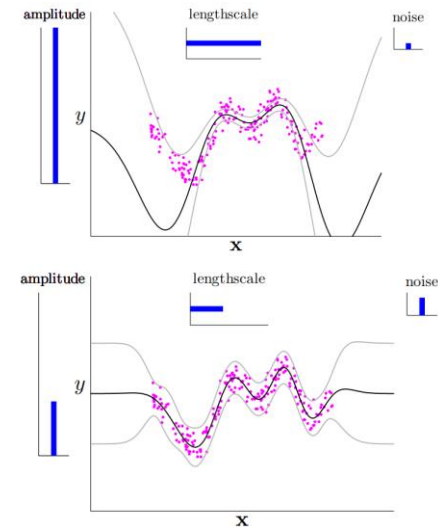 amplitude
lengthscale
noise
y
x
amplitude
lengthscale
noise
y
x